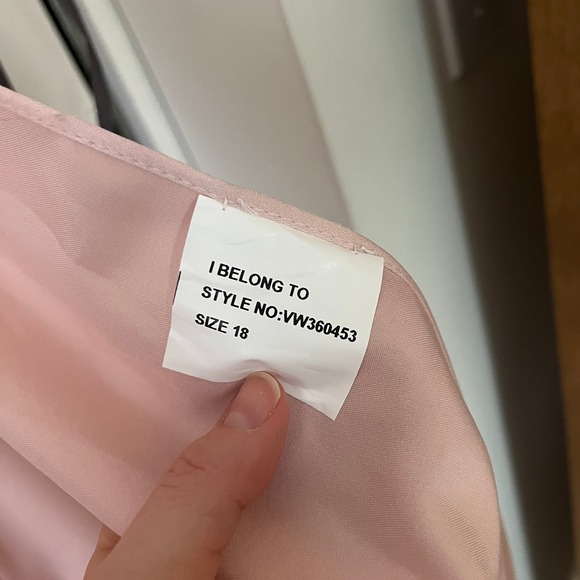 I BELONG TO
STYLE NO:VW360453
SIZE 18